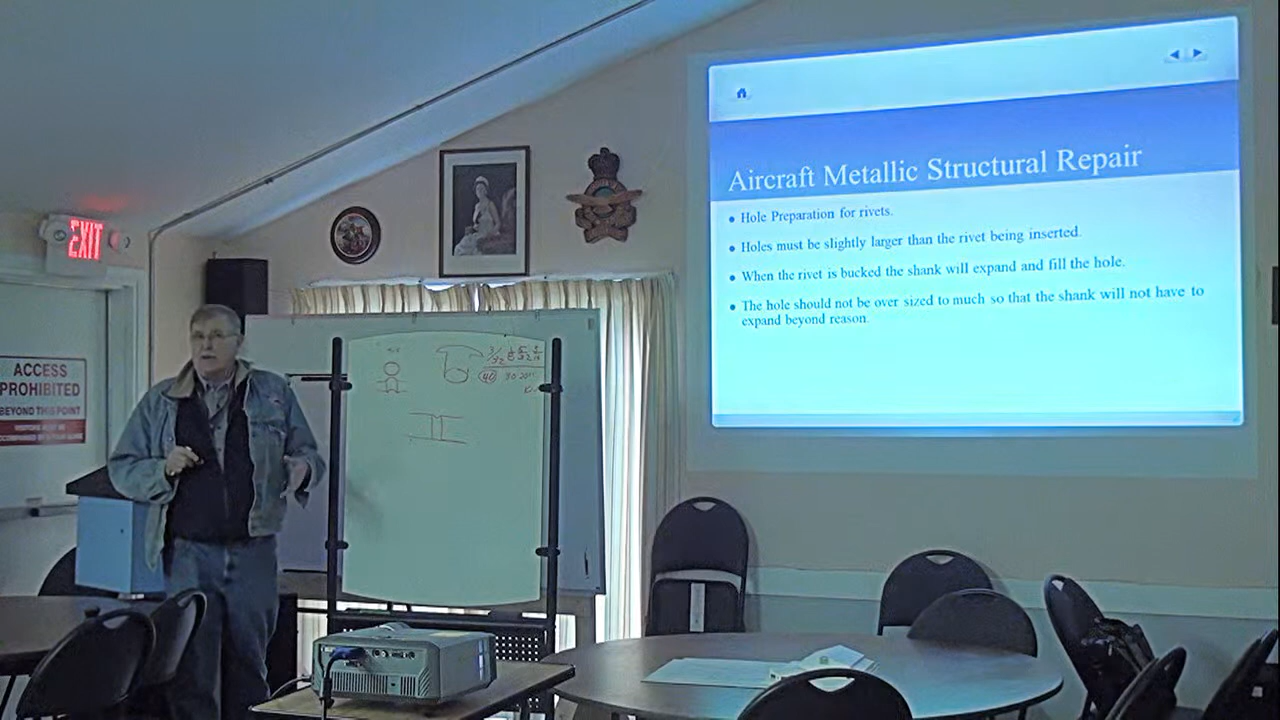 EXIT
ACCESS
PROHIBITED
BEYOND THIS POINT
Aircraft Metallic Structural Repair
Hole Preparation for rivets.
Holes must be slightly larger than the rivet being inserted.
When the rivet is bucked the shank will expand and fill the hole.
The hole should not be over sized to much so that the shank will not have to
expand beyond reason.